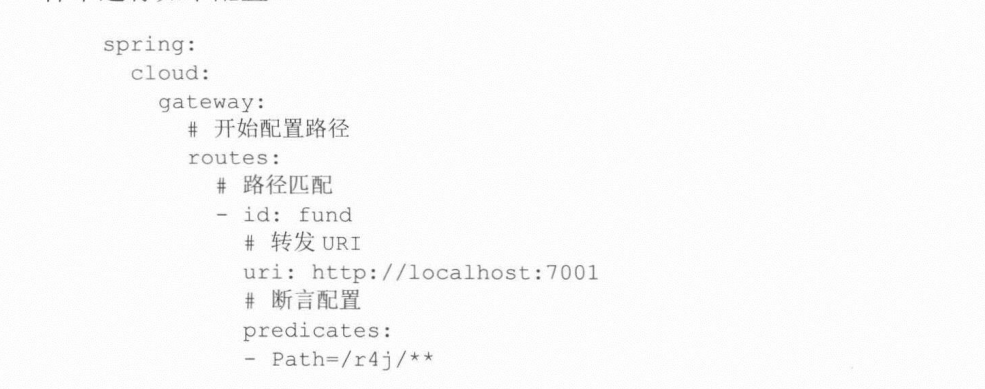 spring:
  cloud:
    gateway:
      # 开始配置路径
      routes:
        # 路径匹配
        - id: fund
          # 转发 URI
          uri: http://localhost:7001
          # 断言配置
          predicates:
          - Path=/r4j/**